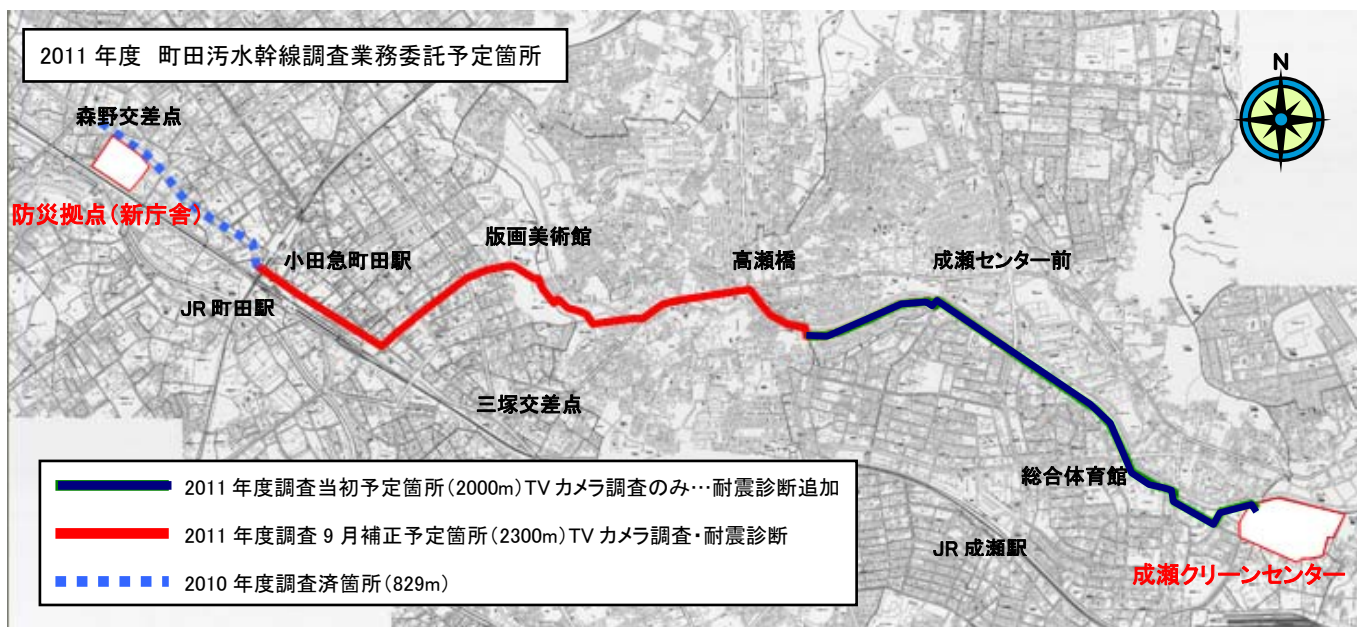 2011 年度 町田汚水幹線調査業務委託予定箇所
N
森野交差点
防災拠点(新庁舎)
版画美術館
小田急町田駅
高瀬橋
成瀬センター前
JR 町田駅
三塚交差点
総合体育館
JR 成瀬駅
成瀬クリーンセンター
2011 年度調査当初予定箇所(2000m)TV カメラ調査のみ…耐震診断追加
2011 年度調査 9 月補正予定箇所(2300m)TV カメラ調査・耐震診断
2010 年度調査済箇所(829m)